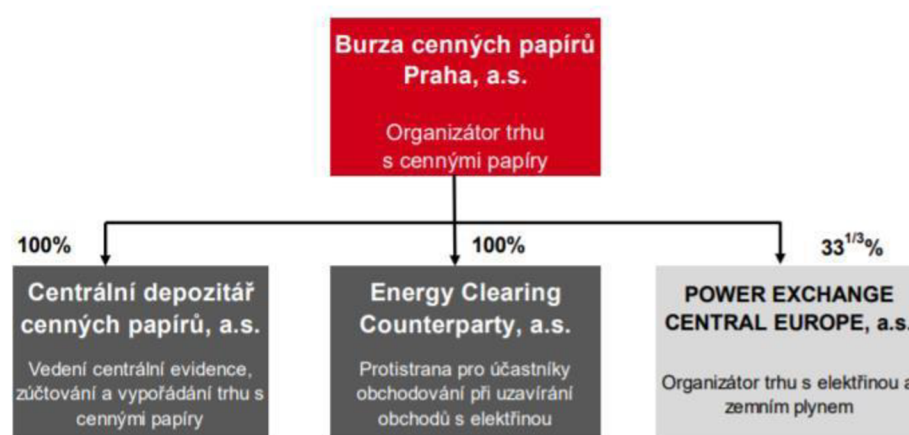 Burza cenných papírů
Praha, a.s.
Organizátor trhu
s cennými papíry
100%
100%
33 1/3%
Centrální depozitář
cenných papírů, a.s.
Vedení centrální evidence,
zúčtování a vypořádání trhu s
cennými papíry
Energy Clearing
Counterparty, a.s.
Protistrana pro účastníky
obchodování při uzavírání
obchodů s elektřinou
POWER EXCHANGE
CENTRAL EUROPE, a.s.
Organizátor trhu s elektřinou a
zemním plynem